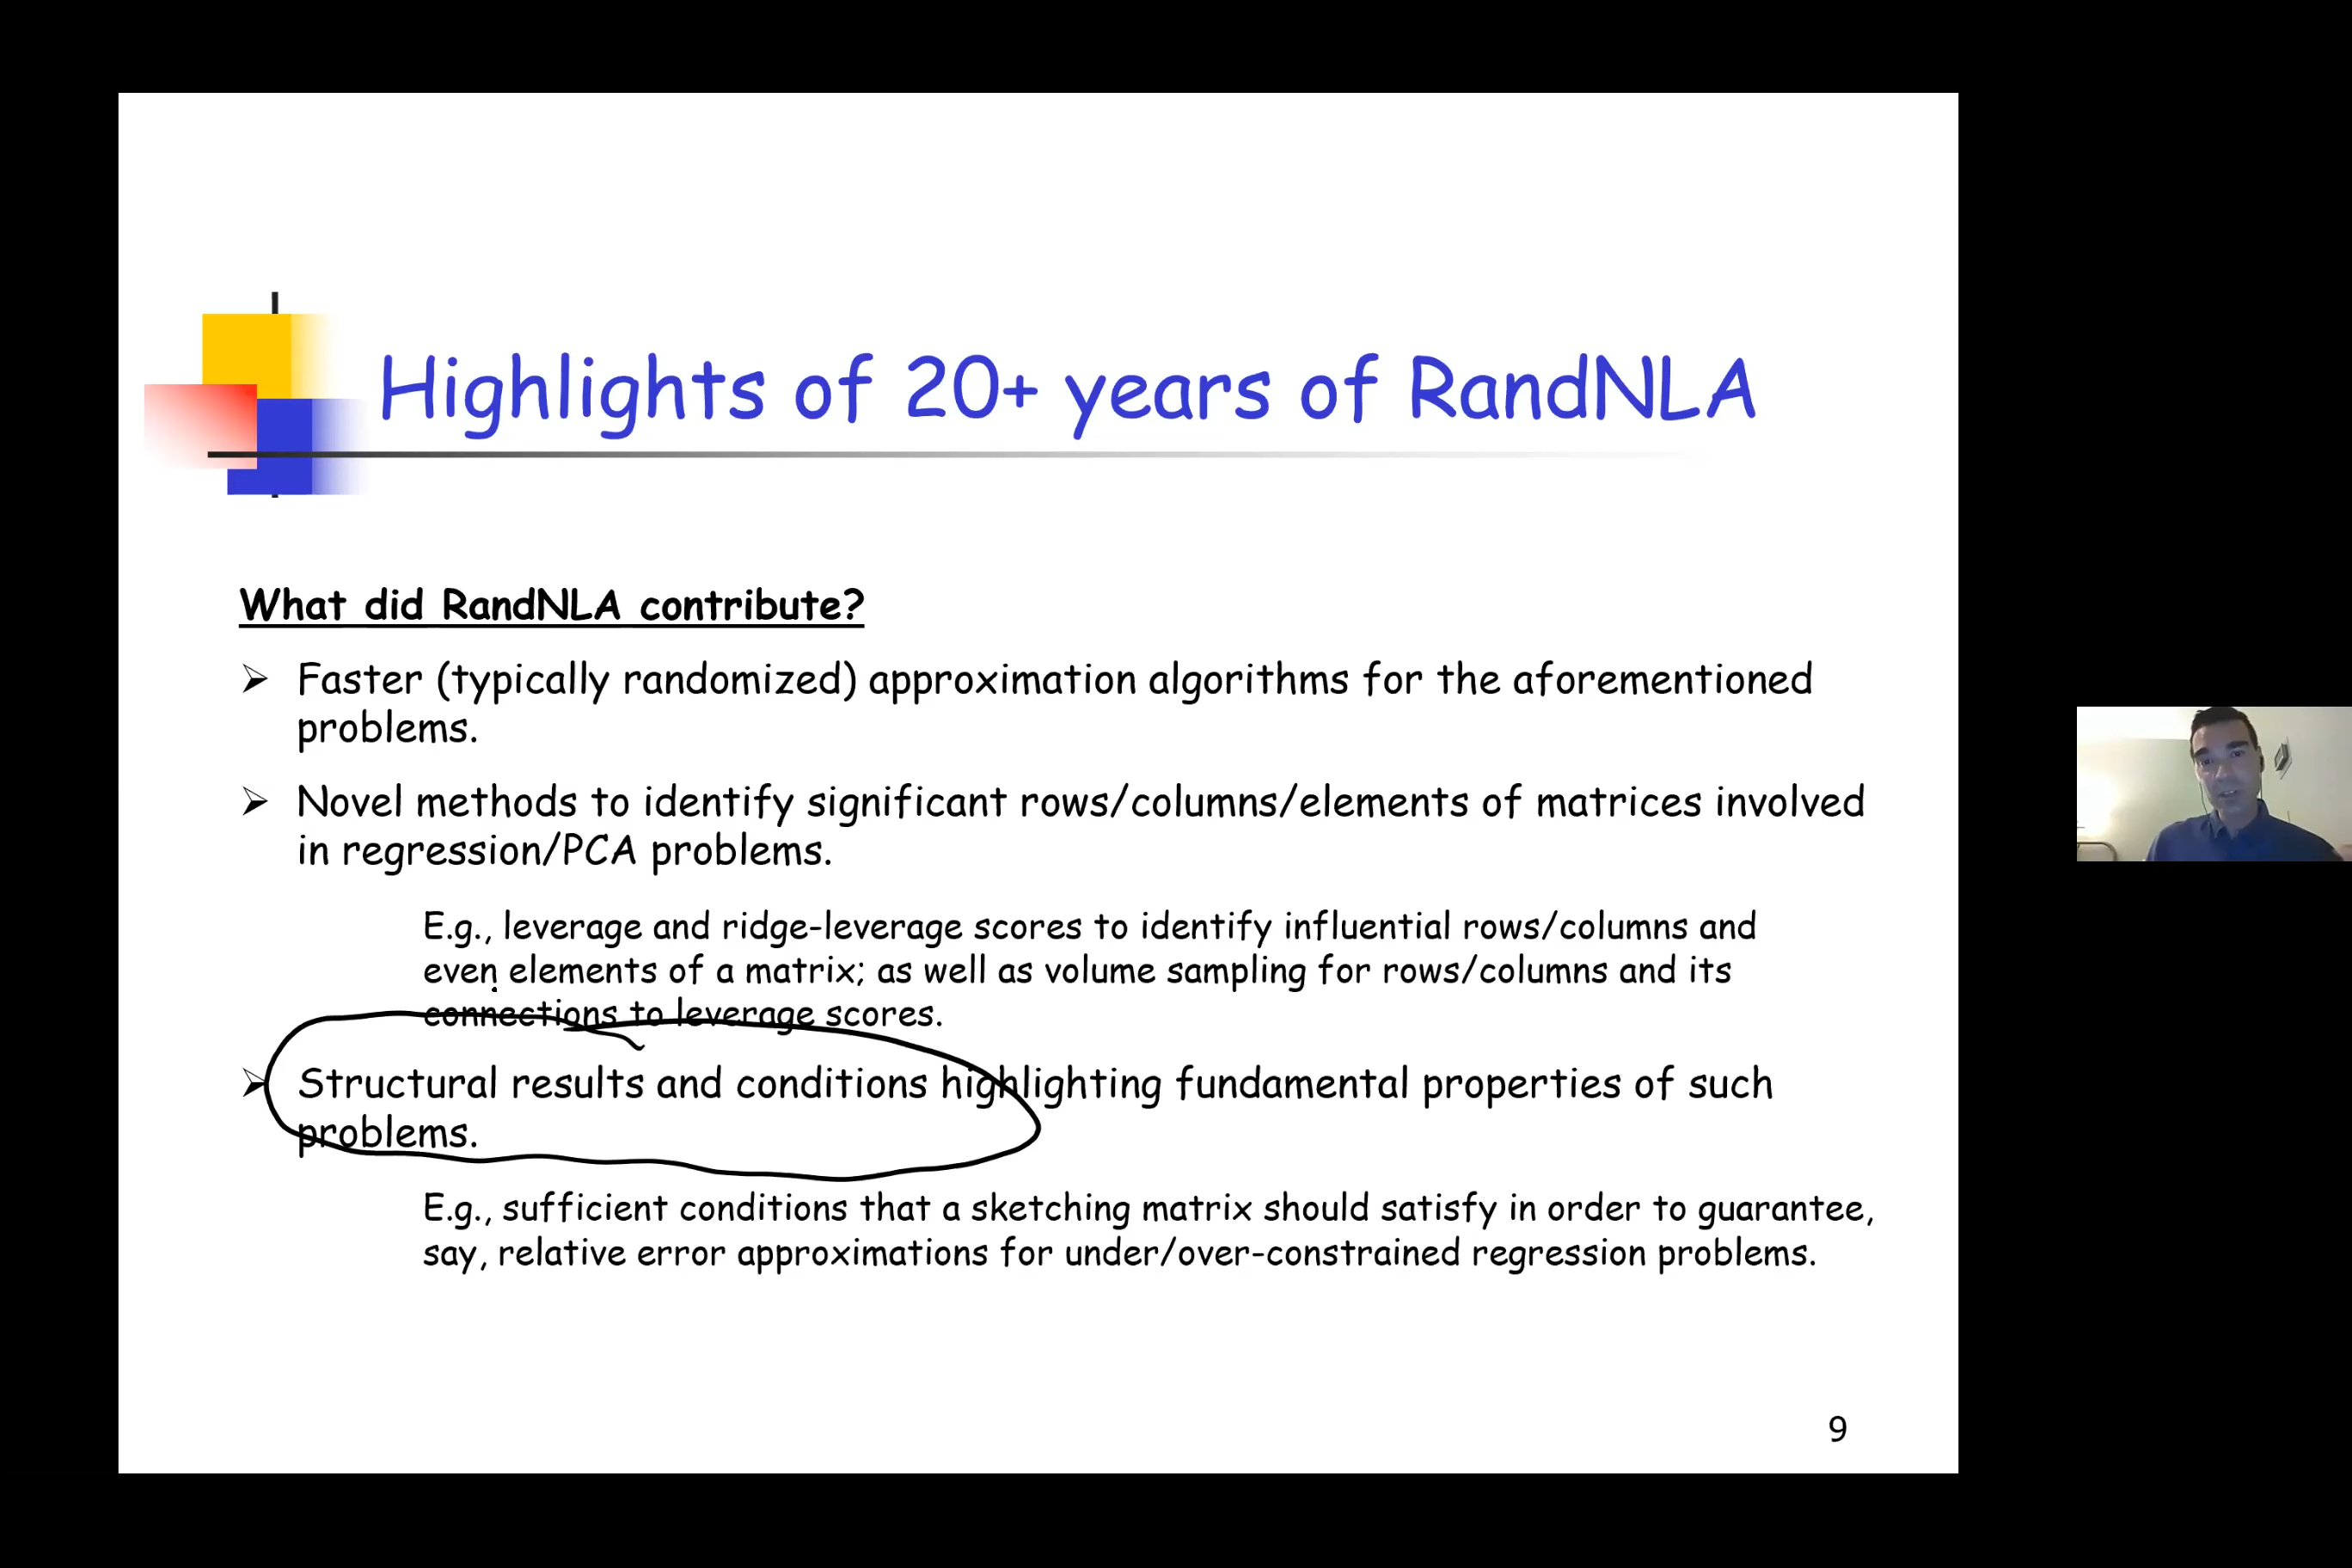 Highlights of 20+ years of RandNLA
What did RandNLA contribute?
Faster (typically randomized) approximation algorithms for the aforementioned
problems.
Novel methods to identify significant rows/columns/elements of matrices involved
in regression/PCA problems.
E.g., leverage and ridge-leverage scores to identify influential rows/columns and
even elements of a matrix; as well as volume sampling for rows/columns and its
connections to leverage scores.
Structural results and conditions highlighting fundamental properties of such
problems.
E.g., sufficient conditions that a sketching matrix should satisfy in order to guarantee,
say, relative error approximations for under/over-constrained regression problems.
9